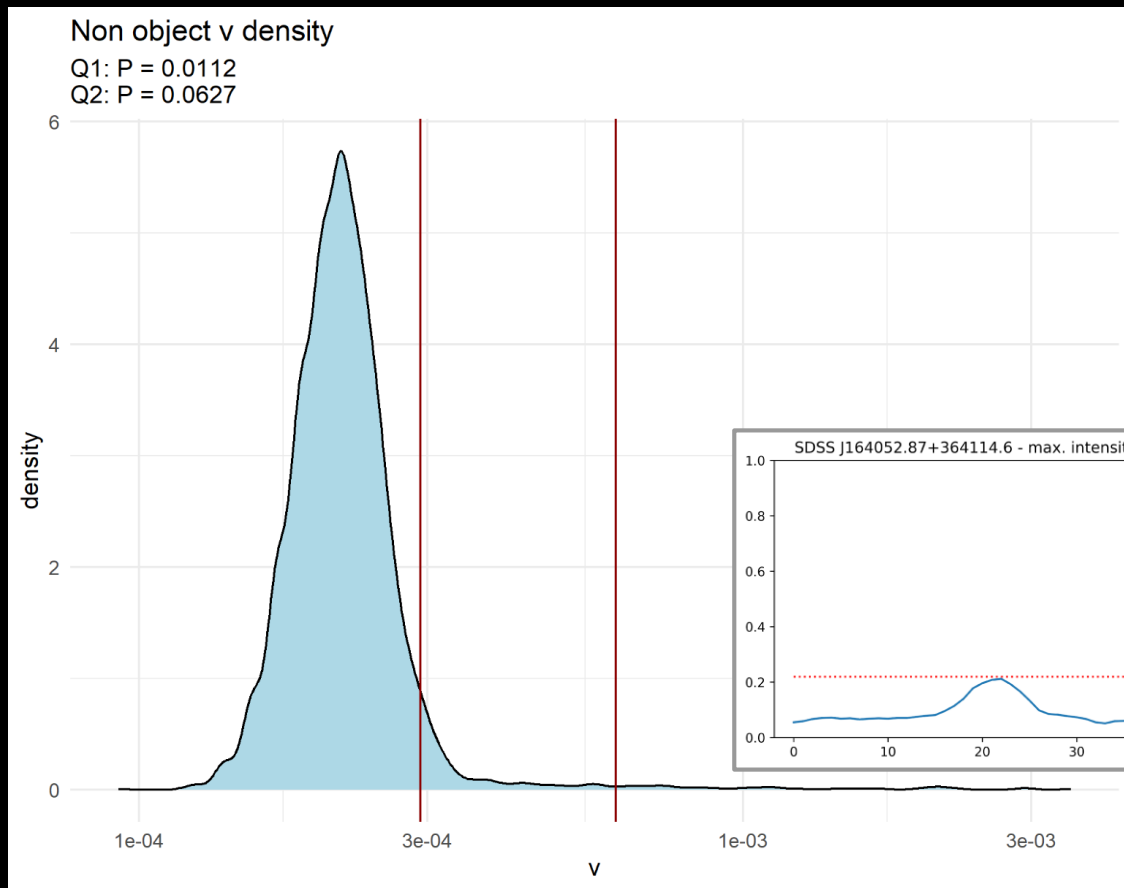 Non object v density
Q1: P = 0.0112
Q2: P = 0.0627
6
4
2
0
density
1e-04
3e-04
1e-03
3e-03
v
SDSS J164052.87+364114.6 - max. intensit
1.0
0.8
0.6
0.4
0.2
0.0
0
10
20
30